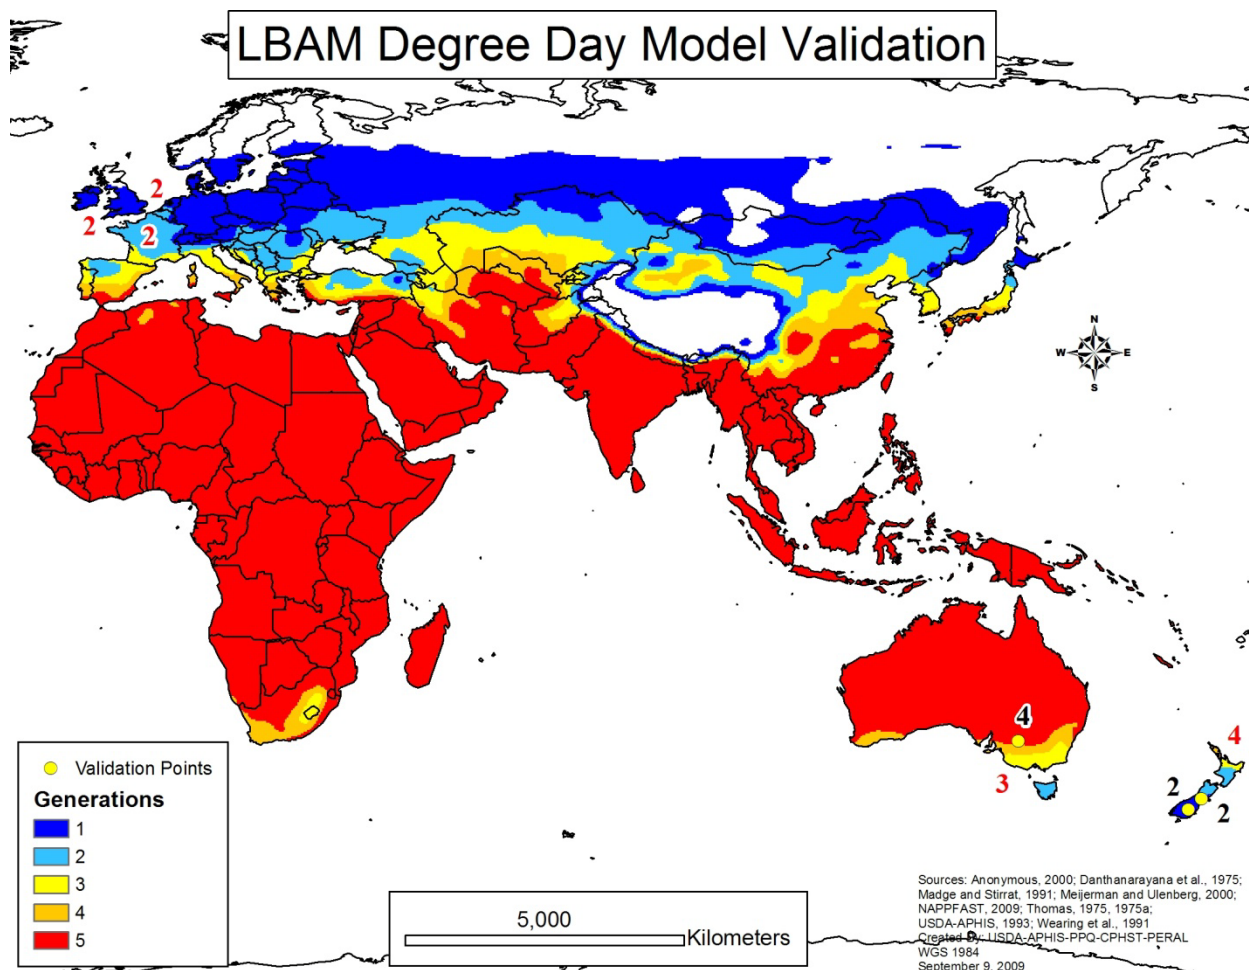 LBAM Degree Day Model Validation
2
2
2
N
W E
S
4
3
4
2
2
Validation Points
Generations
1
2
3
4
5
5,000
Kilometers
Sources: Anonymous, 2000; Danthanarayana et al., 1975;
Madge and Stirrat, 1991; Meijerman and Ulenberg, 2000;
NAPPFAST, 2009; Thomas, 1975, 1975a;
USDA-APHIS, 1993; Wearing et al., 1991
Created By: USDA-APHIS-PPQ-CPHST-PERAL
WGS 1984
September 9, 2009